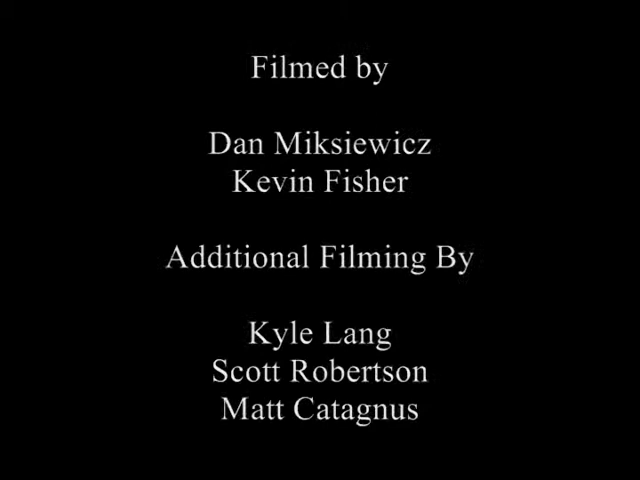 Filmed by
Dan Miksiewicz
Kevin Fisher
Additional Filming By
Kyle Lang
Scott Robertson
Matt Catagnus